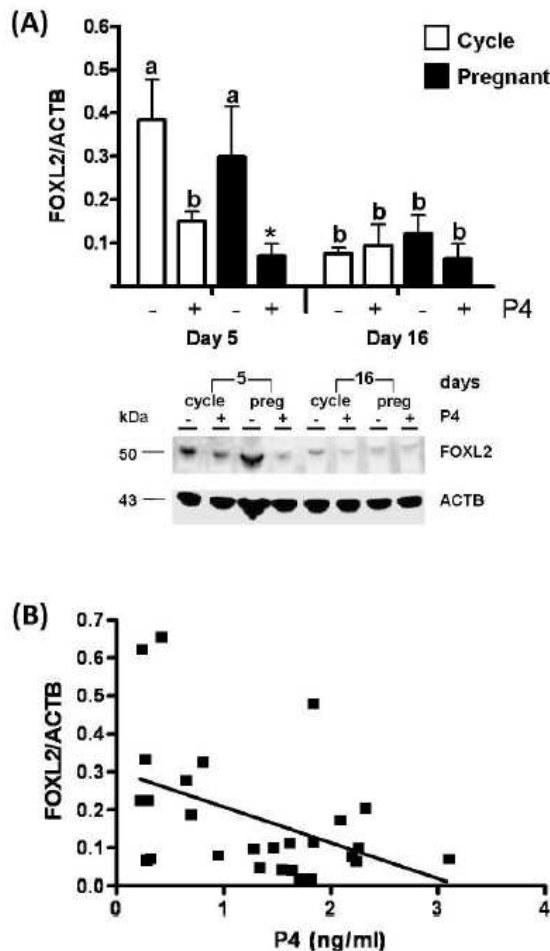 (A)
0.6
0.5
0.4
0.3
0.2
0.1
FOXL2/ACTB
Cycle
Pregnant
a b a * b b b b
- + - + - + - + P4
Day 5 Day 16
5 16 days
cycle preg cycle preg
kDa - + - + - + - + P4
50 FOXL2
43 ACTB
(B)
0.7
0.6
0.5
0.4
0.3
0.2
0.1
0.0
FOXL2/ACTB
0 1 2 3 4
P4 (ng/ml)